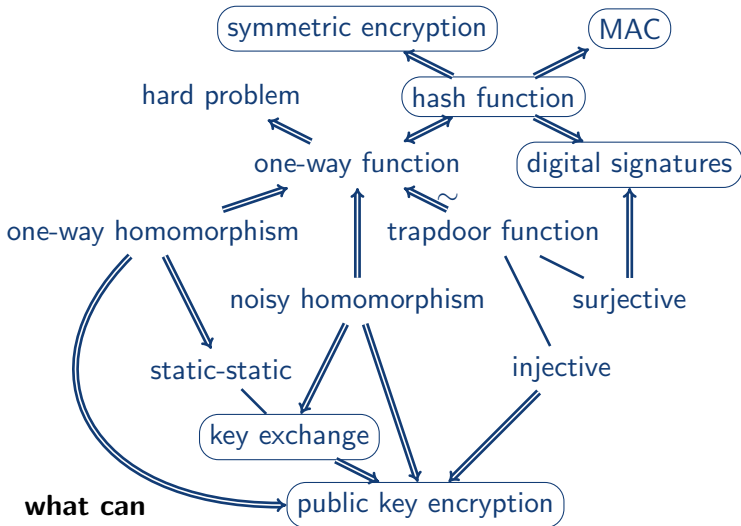 symmetric encryption
MAC
hard problem
hash function
one-way function
digital signatures
∼
one-way homomorphism
trapdoor function
noisy homomorphism
surjective
static-static
injective
key exchange
what can
public key encryption